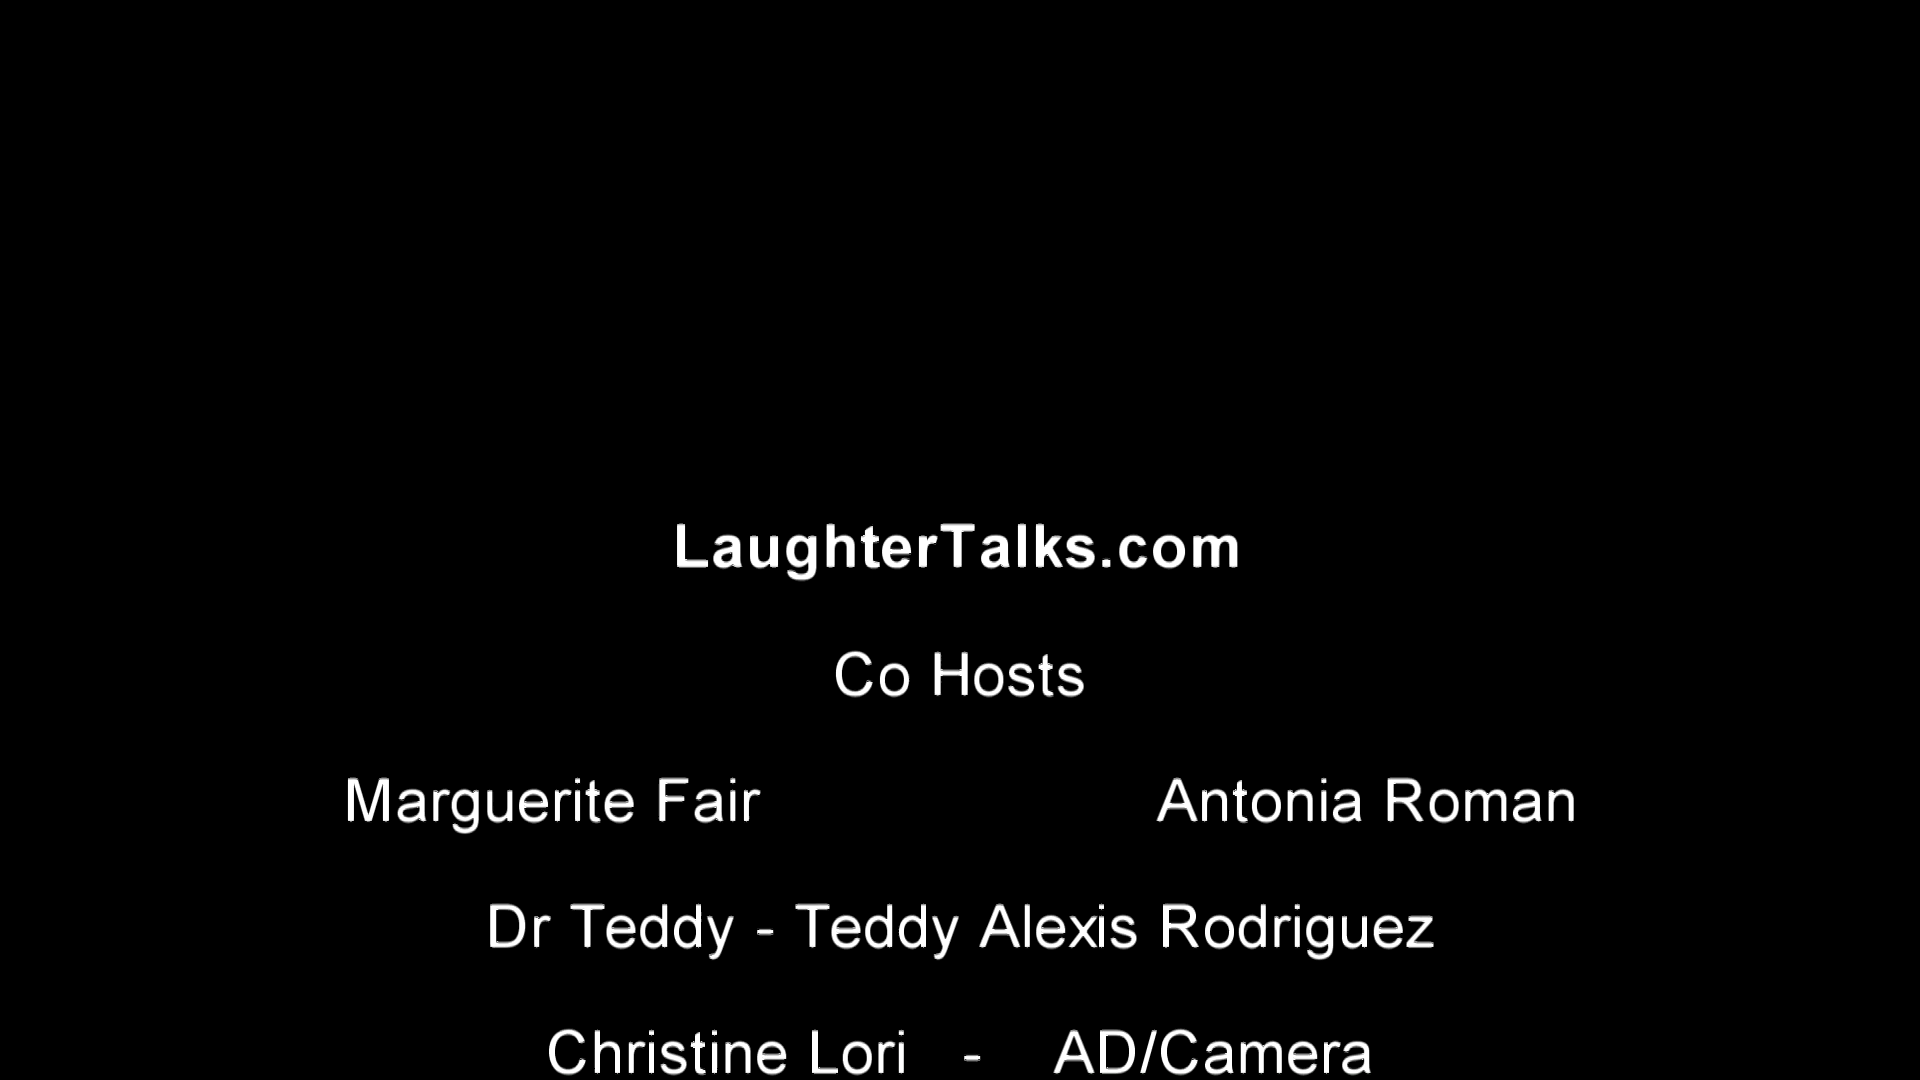 LaughterTalks.com
Co Hosts
Marguerite Fair Antonia Roman
Dr Teddy - Teddy Alexis Rodriguez
Christine Lori - AD/Camera